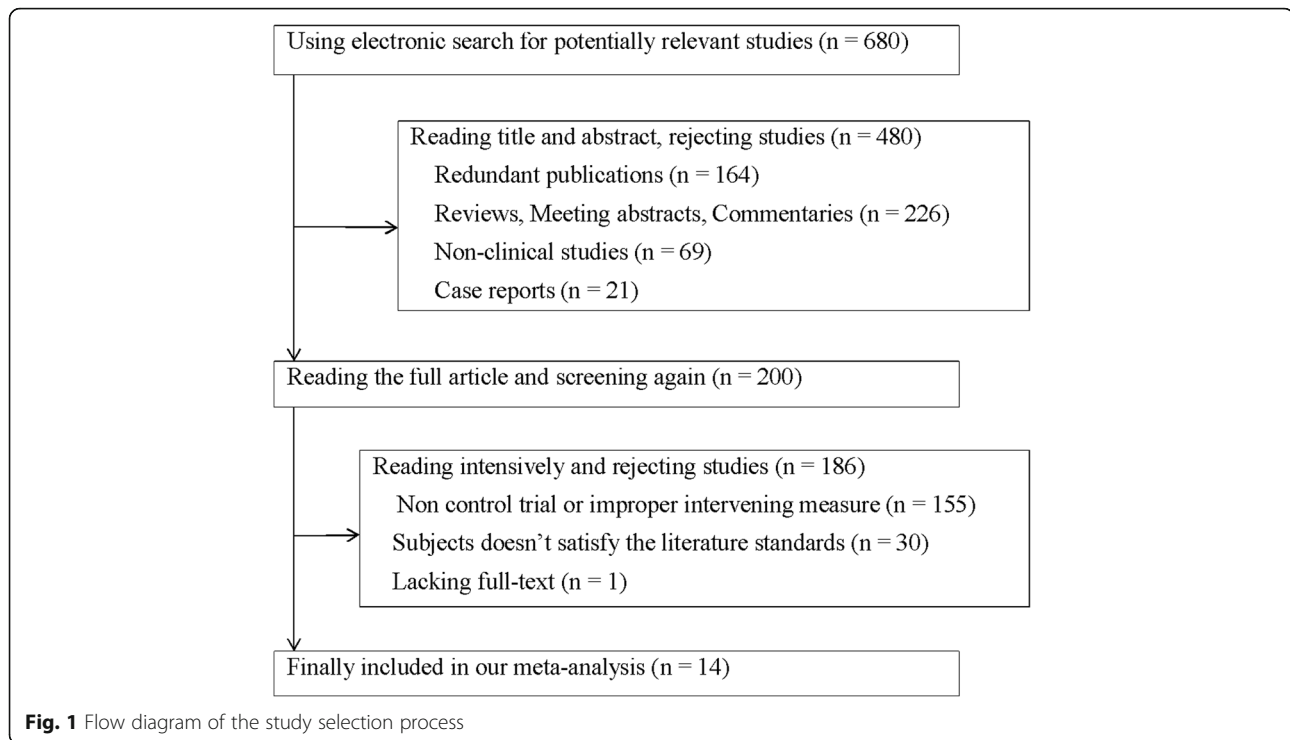 Using electronic search for potentially relevant studies (n = 680)
Reading title and abstract, rejecting studies (n = 480)
Redundant publications (n = 164)
Reviews, Meeting abstracts, Commentaries (n = 226)
Non-clinical studies (n = 69)
Case reports (n = 21)
Reading the full article and screening again (n = 200)
Reading intensively and rejecting studies (n = 186)
Non control trial or improper intervening measure (n = 155)
Subjects doesn't satisfy the literature standards (n = 30)
Lacking full-text (n = 1)
Finally included in our meta-analysis (n = 14)
Fig. 1 Flow diagram of the study selection process